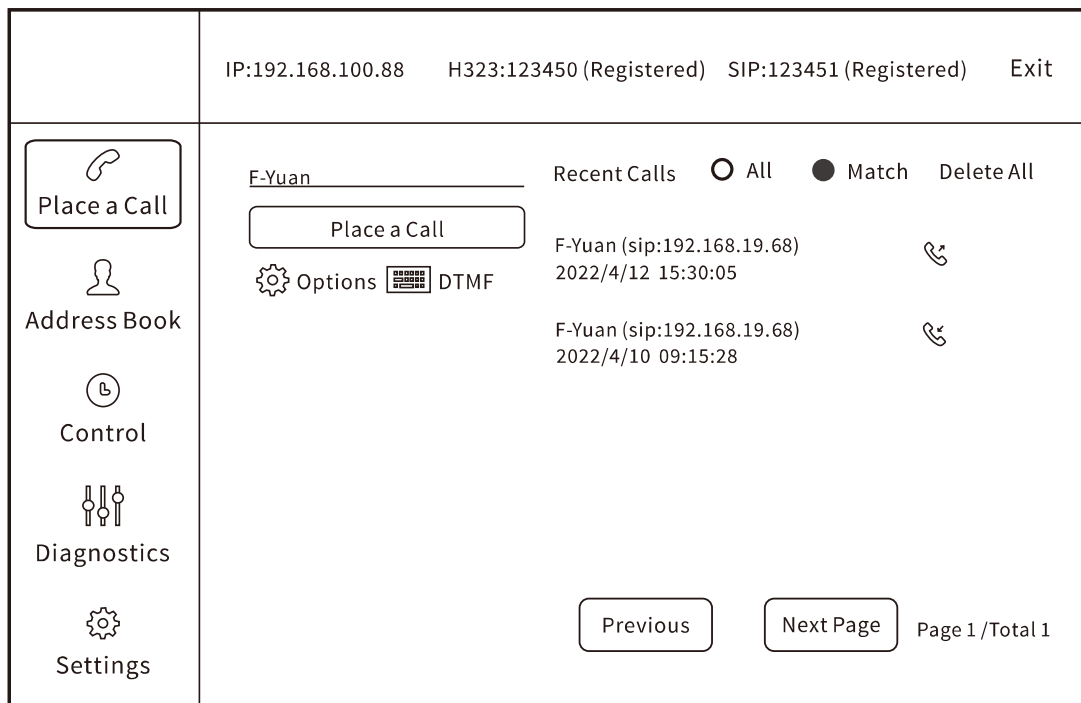 IP:192.168.100.88 H323:123450 (Registered) SIP:123451 (Registered) Exit
Place a Call
Address Book
Control
Diagnostics
Settings
F-Yuan
Place a Call
Options DTMF
Recent Calls All Match Delete All
F-Yuan (sip:192.168.19.68)
2022/4/12 15:30:05
F-Yuan (sip:192.168.19.68)
2022/4/10 09:15:28
Previous Next Page Page 1 /Total 1